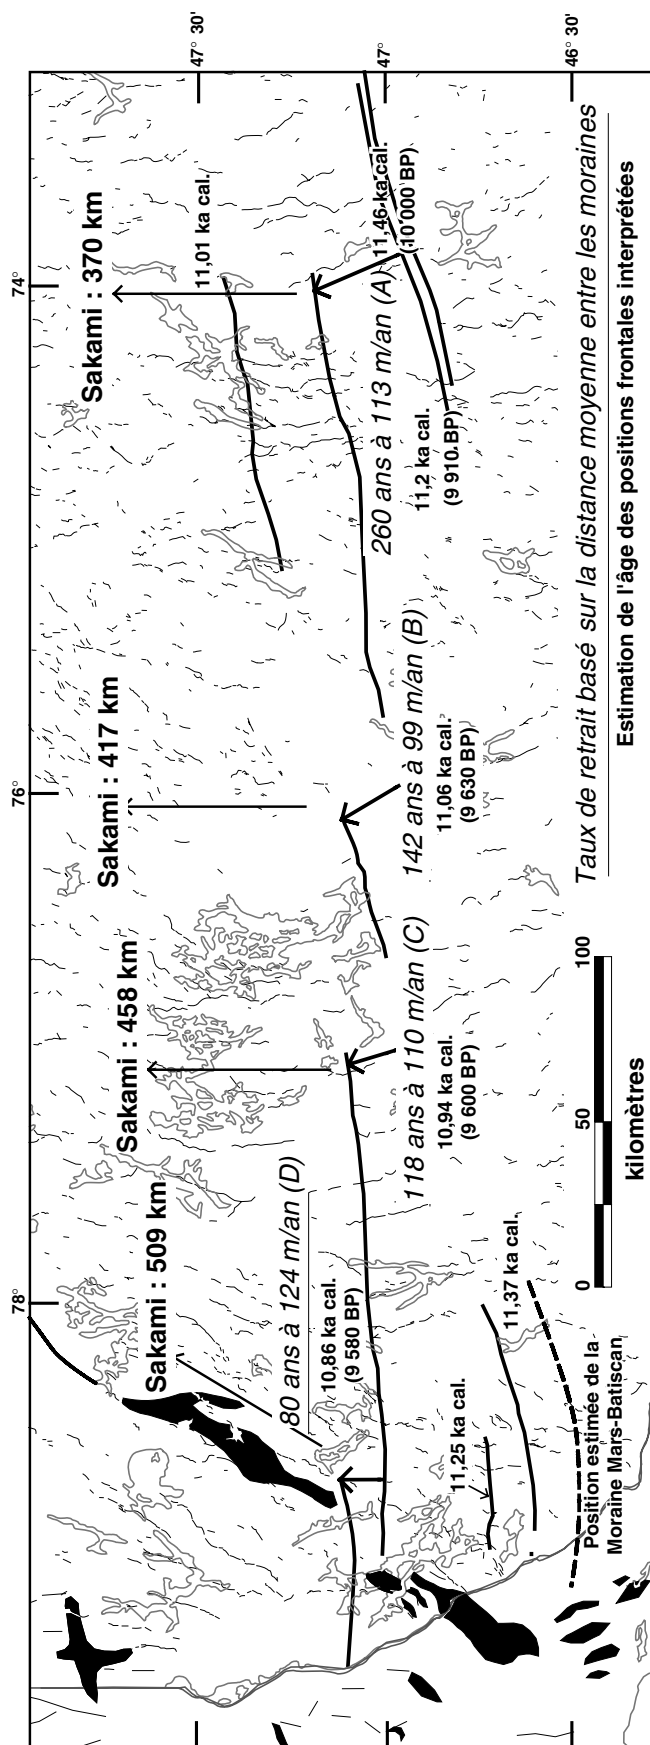 47° 30'
47°
46° 30'
74°
76°
78°
Sakami : 370 km
Sakami : 417 km
Sakami : 458 km
Sakami : 509 km
11,01 ka cal.
11,46 ka cal.
(10 000 BP)
260 ans à 113 m/an (A)
11,2 ka cal.
(9 910 BP)
142 ans à 99 m/an (B)
11,06 ka cal.
(9 630 BP)
118 ans à 110 m/an (C)
10,94 ka cal.
(9 600 BP)
80 ans à 124 m/an (D)
10,86 ka cal.
(9 580 BP)
11,37 ka cal.
11,25 ka cal.
Position estimée de la
Moraine Mars-Batiscan
0 50 100
kilomètres
Taux de retrait basé sur la distance moyenne entre les moraines
Estimation de l'âge des positions frontales interprétées